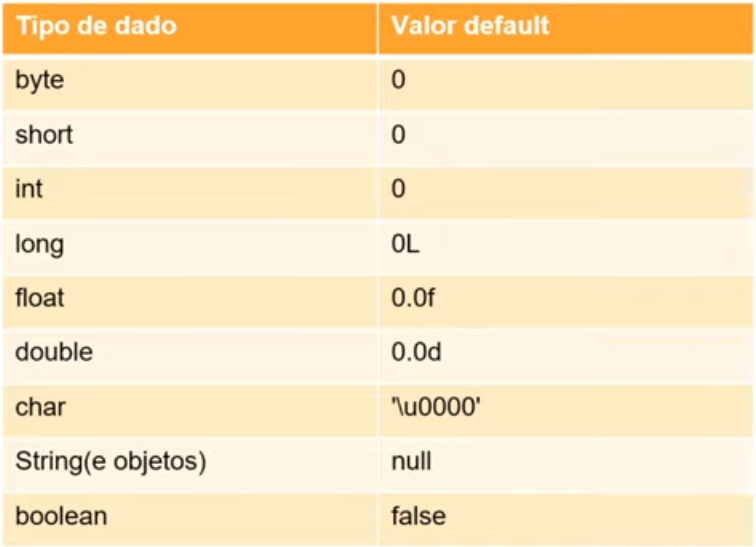 Tipo de dado Valor default
byte 0
short 0
int 0
long 0L
float 0.0f
double 0.0d
char '\u0000'
String(e objetos) null
boolean false